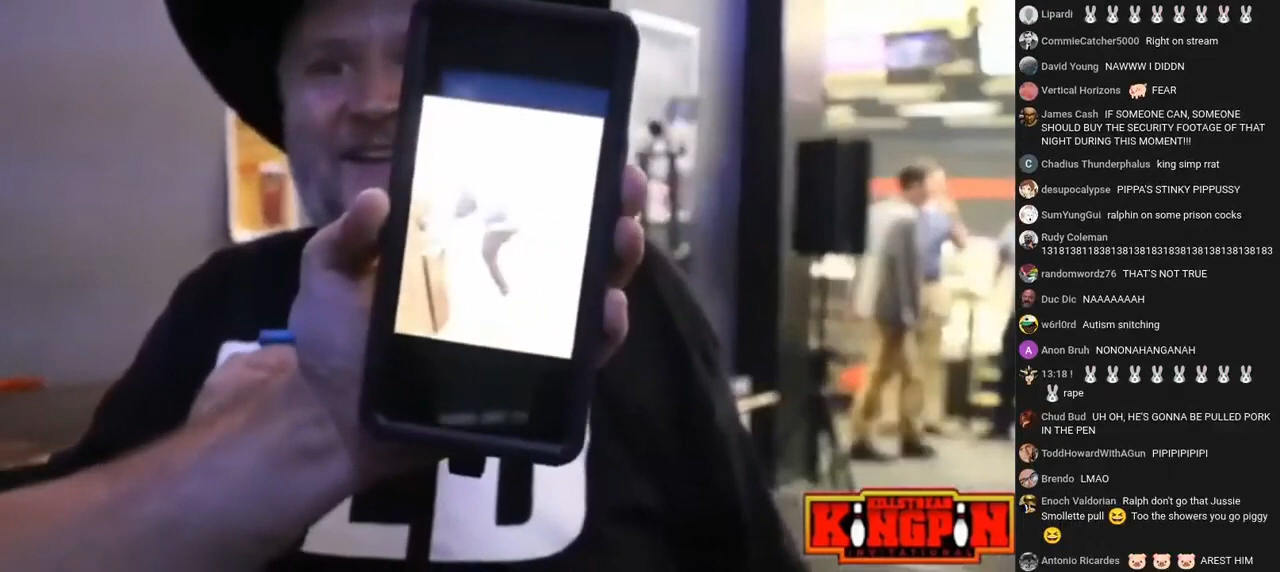 Lipardi 🐰 🐰 🐰 🐰 🐰 🐰 🐰 🐰
CommieCatcher5000 Right on stream
David Young NAWWW I DIDDN
Vertical Horizons 🐖 FEAR
James Cash IF SOMEONE CAN, SOMEONE
SHOULD BUY THE SECURITY FOOTAGE OF THAT
NIGHT DURING THIS MOMENT!!!
C Chadius Thunderphalus king simp rrat
desupocalypse PIPPA'S STINKY PIPPUSSY
SumYungGui ralphin on some prison cocks
Rudy Coleman
randomwordz76 THAT'S NOT TRUE
Duc Dic NAAAAAAAH
w6rl0rd Autism snitching
A Anon Bruh NONONAHANGANAH
13:18 ! 🐰 🐰 🐰 🐰 🐰 🐰 🐰 🐰
🐰 rape
Chud Bud UH OH, HE'S GONNA BE PULLED PORK
IN THE PEN
ToddHowardWithAGun PIPIPIPIPIPI
Brendo LMAO
Enoch Valdorian Ralph don't go that Jussie
Smollette pull 😆 Too the showers you go piggy
😆
Antonio Ricardes 🐷 🐷 🐷 AREST HIM
KILLSTREAM
KINGPIN
INVITATIONAL